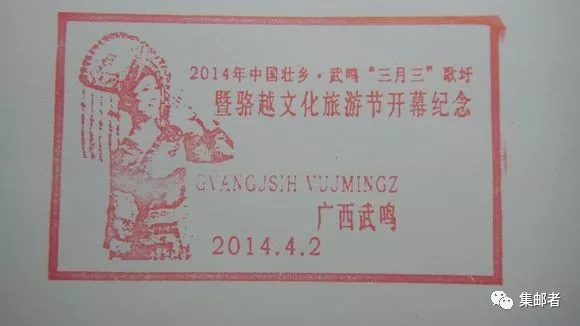 2014年中国壮乡·武鸣“三月三”歌圩
暨骆越文化旅游节开幕纪念
GVANGJSIH VUJMINGZ
广西武鸣
2014.4.2
集邮者